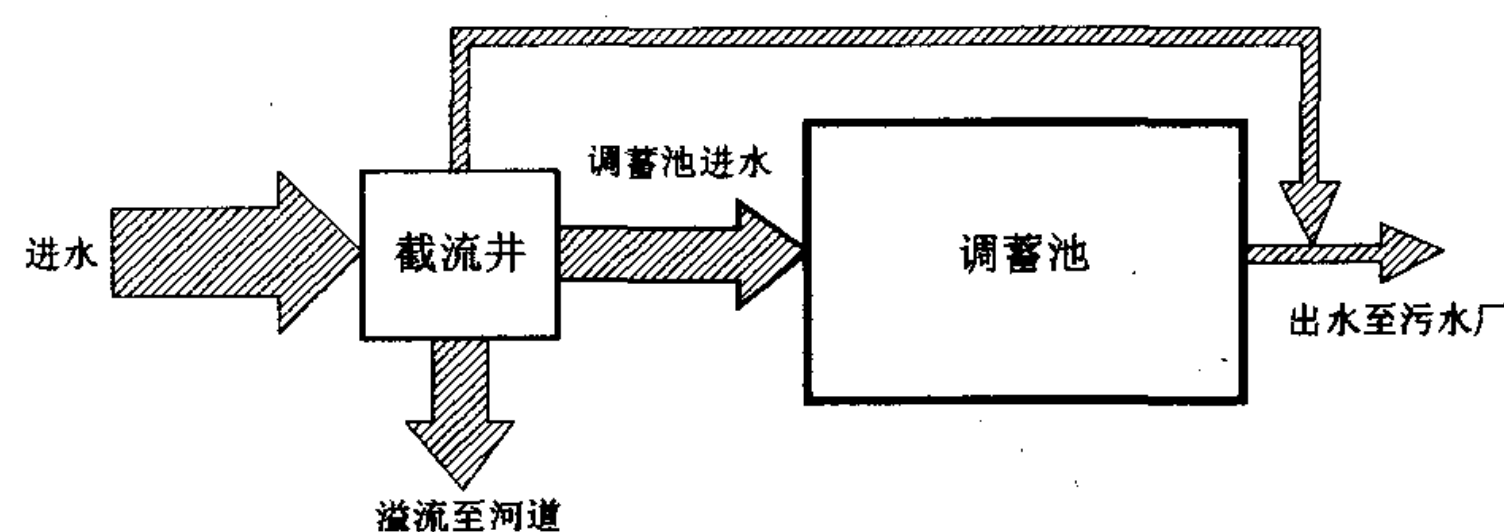 调蓄池进水
进水
截流井
调蓄池
出水至污水厂
溢流至河道